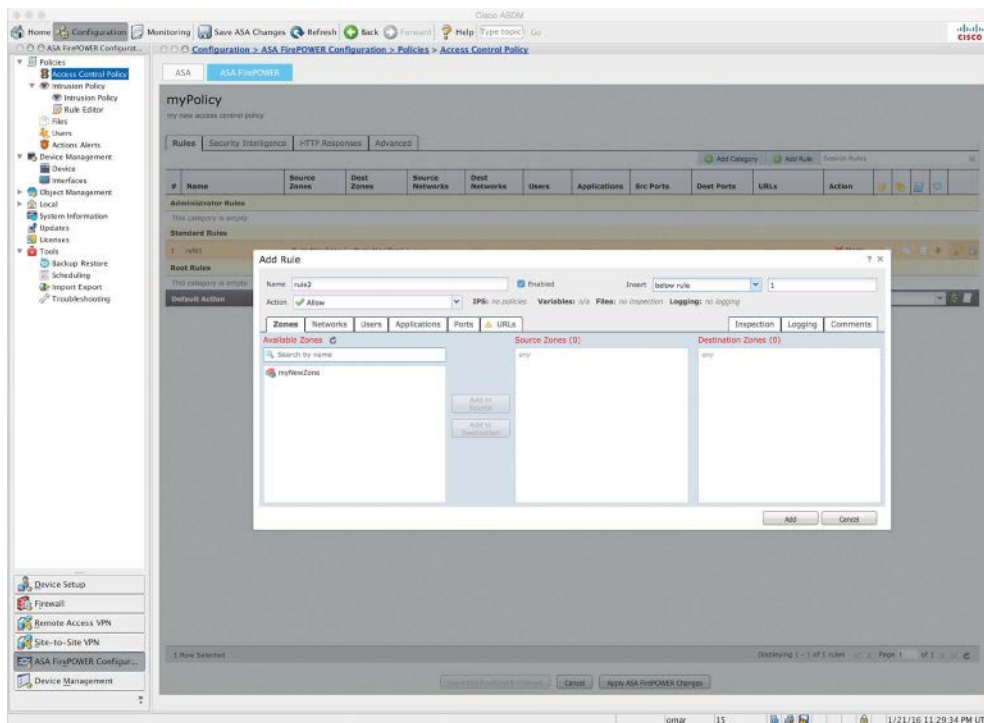 Cisco ASDM
Home Configuration Monitoring Save ASA Changes Refresh Back Forward Help Type topic Go
CISCO
ASA FirePOWER Configurat...
Configuration > ASA FirePOWER Configuration > Policies > Access Control Policy
Policies
Access Control Policy
Intrusion Policy
Intrusion Policy
Rule Editor
Files
Users
Actions Alerts
Device Management
Device
Interfaces
Object Management
Local
System Information
Updates
Licenses
Tools
Backup Restore
Scheduling
Import Export
Troubleshooting
ASA ASA FirePOWER
myPolicy
my new access control policy
Rules Security Intelligence HTTP Responses Advanced
Add Category Add Rule Search Rules
# Name Source Zones Dest Zones Source Networks Dest Networks Users Applications Src Ports Dest Ports URLs Action
Administrator Rules
This category is empty
Standard Rules
1 rule1
Root Rules
This category is empty
Default Action
Add Rule
Name rule2 Enabled Insert below rule 1
Action Allow IPS: no policies Variables: n/a Files: no inspection Logging: no logging
Zones Networks Users Applications Ports URLs Inspection Logging Comments
Available Zones Source Zones (0) Destination Zones (0)
Search by name any any
myNewZone
Add to Source
Add to Destination
Add Cancel
1 Row Selected Displaying 1 - 1 of 1 rules Page 1 of 1
Store ASA FirePOWER Changes Cancel Apply ASA FirePOWER Changes
Device Setup
Firewall
Remote Access VPN
Site-to-Site VPN
ASA FirePOWER Configur...
Device Management
omar 15 1/21/16 11:29:34 PM UT